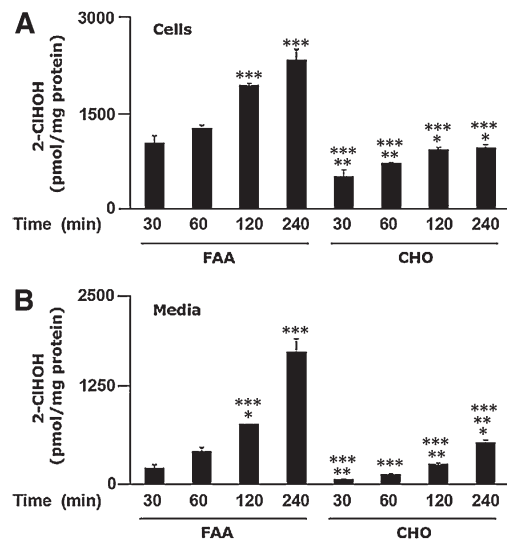 A
3000
1500
0
2-ClHOH
(pmol/mg protein)
Cells
***
***
***
**
***
**
***
*
***
*
Time (min) 30 60 120 240 30 60 120 240
FAA CHO
B
2500
1250
0
2-ClHOH
(pmol/mg protein)
Media
***
*
***
***
**
***
***
**
***
**
*
Time (min) 30 60 120 240 30 60 120 240
FAA CHO